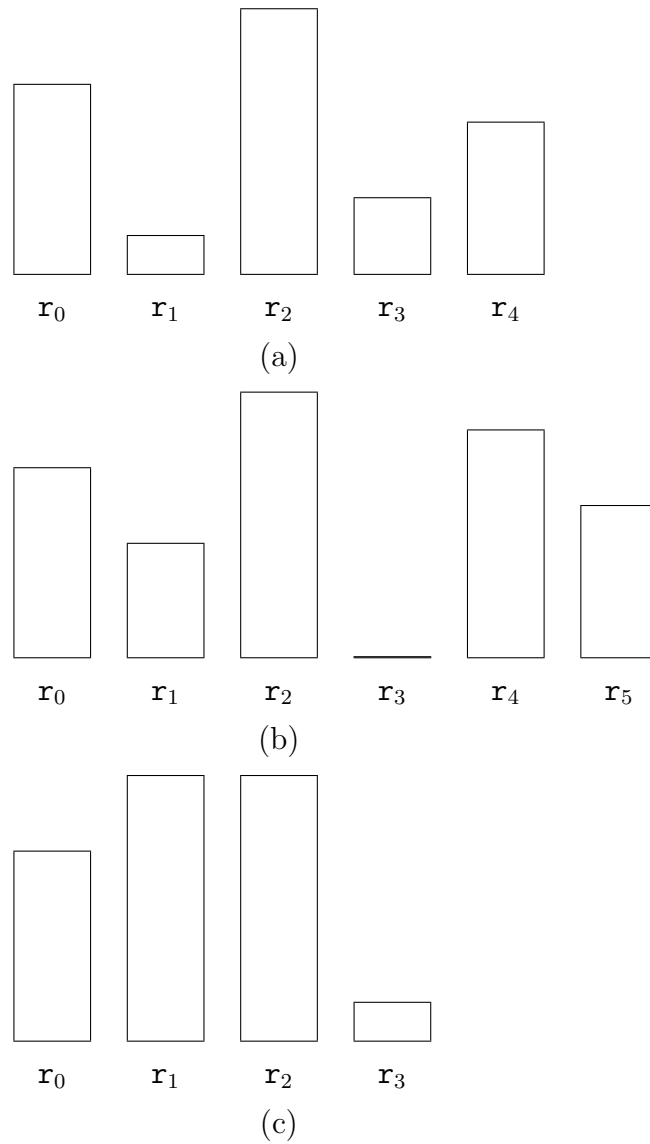 r₀ r₁ r₂ r₃ r₄
(a)
r₀ r₁ r₂ r₃ r₄ r₅
(b)
r₀ r₁ r₂ r₃
(c)